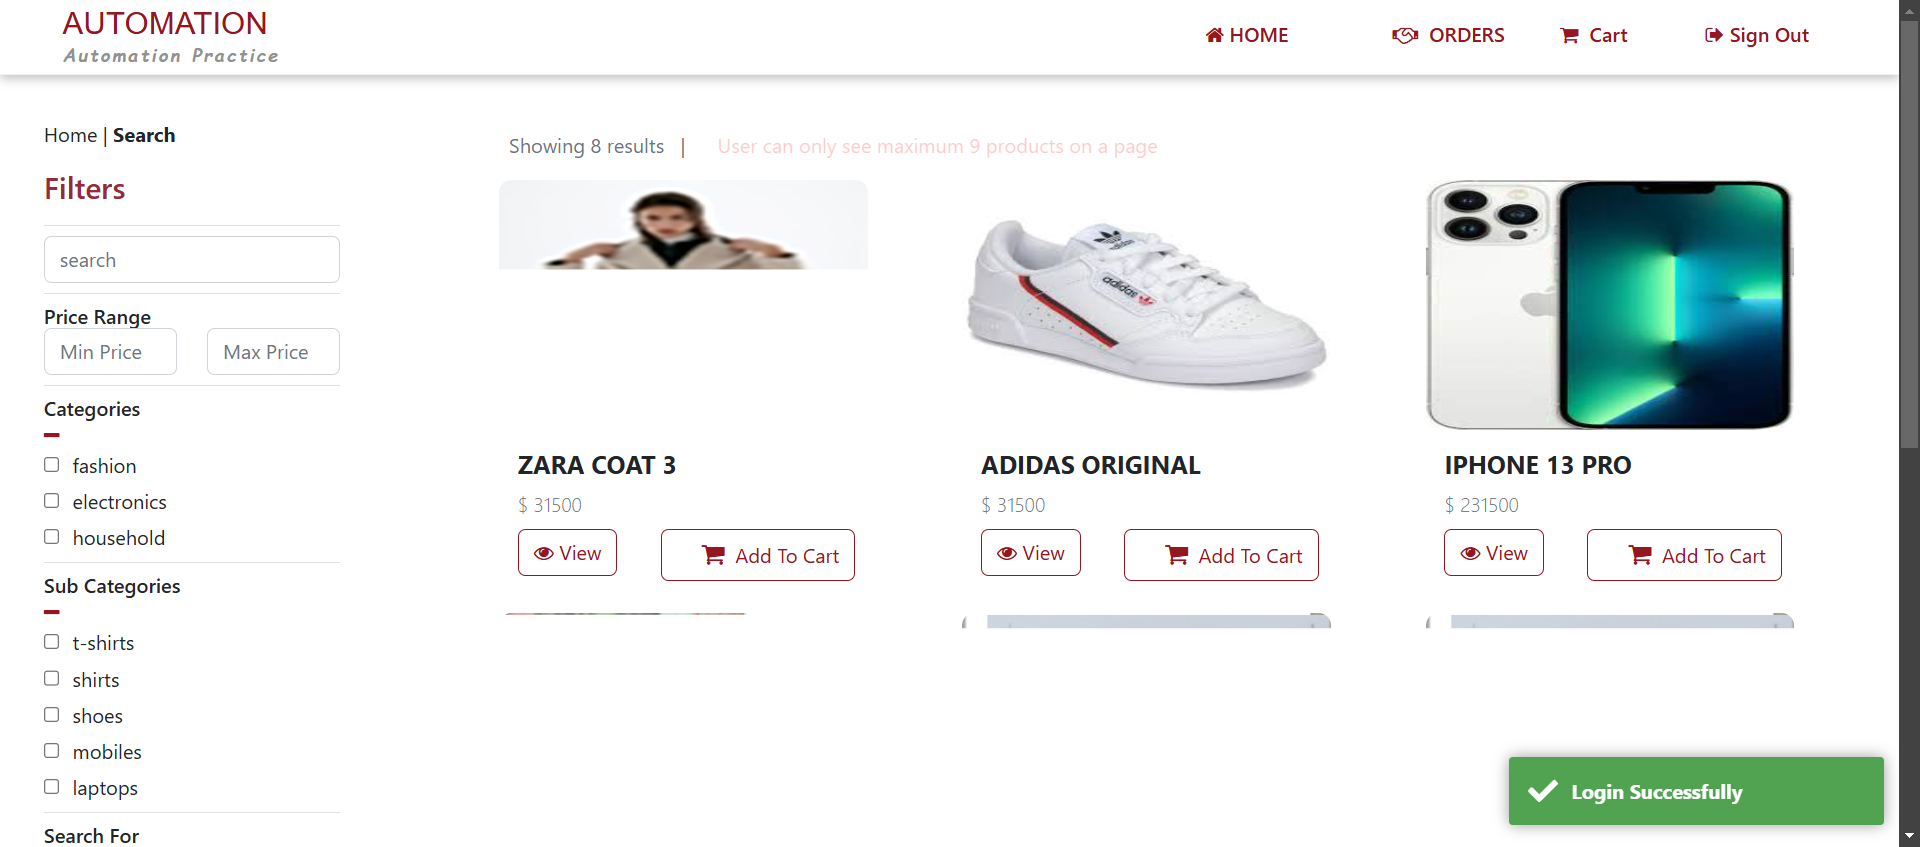 AUTOMATION
Automation Practice
HOME
ORDERS
Cart
Sign Out
Home | Search
Filters
search
Price Range
Min Price
Max Price
Categories
fashion
electronics
household
Sub Categories
t-shirts
shirts
shoes
mobiles
laptops
Search For
Showing 8 results |
User can only see maximum 9 products on a page
adidas
adidas
ZARA COAT 3
$ 31500
View
Add To Cart
ADIDAS ORIGINAL
$ 31500
View
Add To Cart
IPHONE 13 PRO
$ 231500
View
Add To Cart
Login Successfully